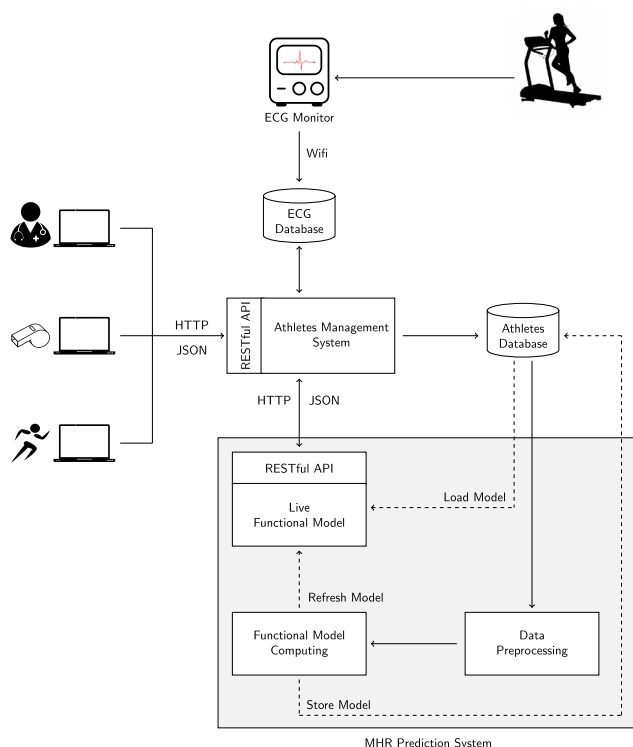 ECG Monitor
Wifi
ECG
Database
HTTP
JSON
RESTful API
Athletes Management
System
Athletes
Database
HTTP
JSON
RESTful API
Live
Functional Model
Load Model
Refresh Model
Functional Model
Computing
Data
Preprocessing
Store Model
MHR Prediction System